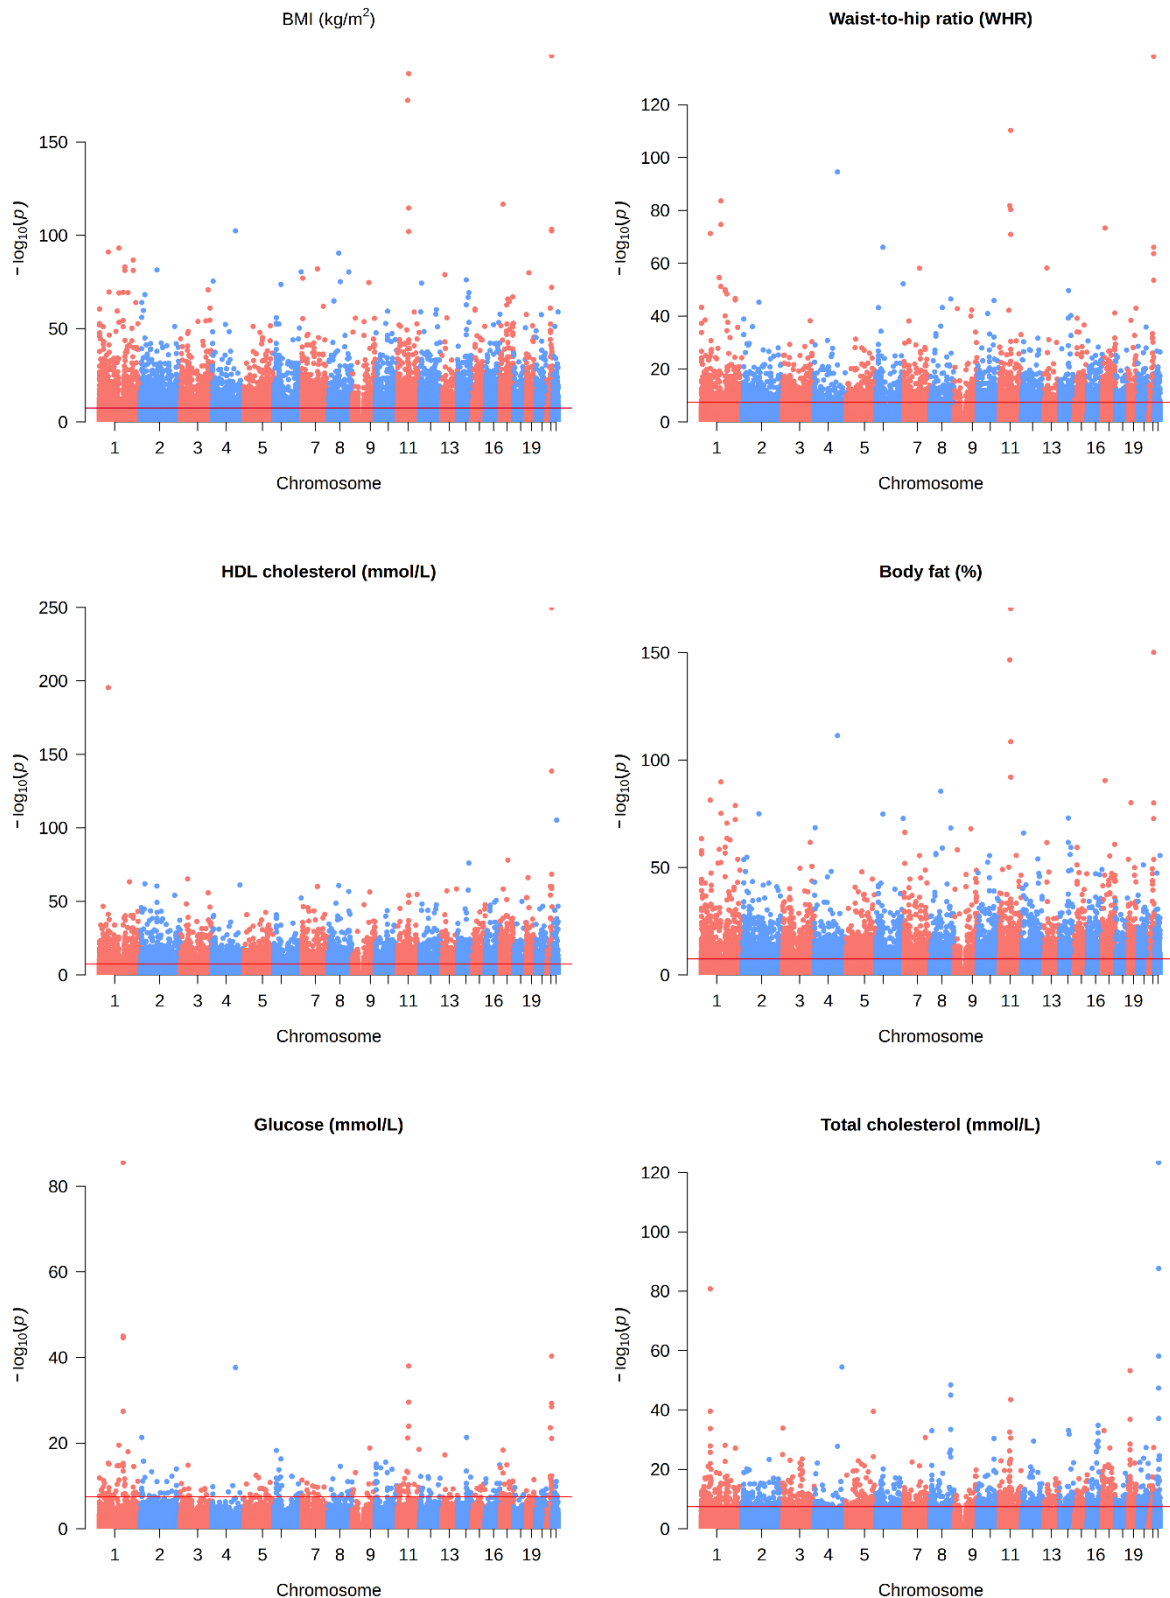 BMI (kg/m²)
150
100
50
0
− log₁₀(p)
1 2 3 4 5 7 8 9 11 13 16 19
Chromosome
Waist-to-hip ratio (WHR)
120
100
80
60
40
20
0
− log₁₀(p)
1 2 3 4 5 6 7 8 9 11 13 16 19
Chromosome
HDL cholesterol (mmol/L)
250
200
150
100
50
0
− log₁₀(p)
1 2 3 4 5 7 8 9 11 13 16 19
Chromosome
Body fat (%)
150
100
50
0
− log₁₀(p)
1 2 3 4 5 6 7 8 9 11 13 16 19
Chromosome
Glucose (mmol/L)
80
60
40
20
0
− log₁₀(p)
1 2 3 4 5 7 8 9 11 13 16 19
Chromosome
Total cholesterol (mmol/L)
120
100
80
60
40
20
0
− log₁₀(p)
1 2 3 4 5 6 7 8 9 11 13 16 19
Chromosome